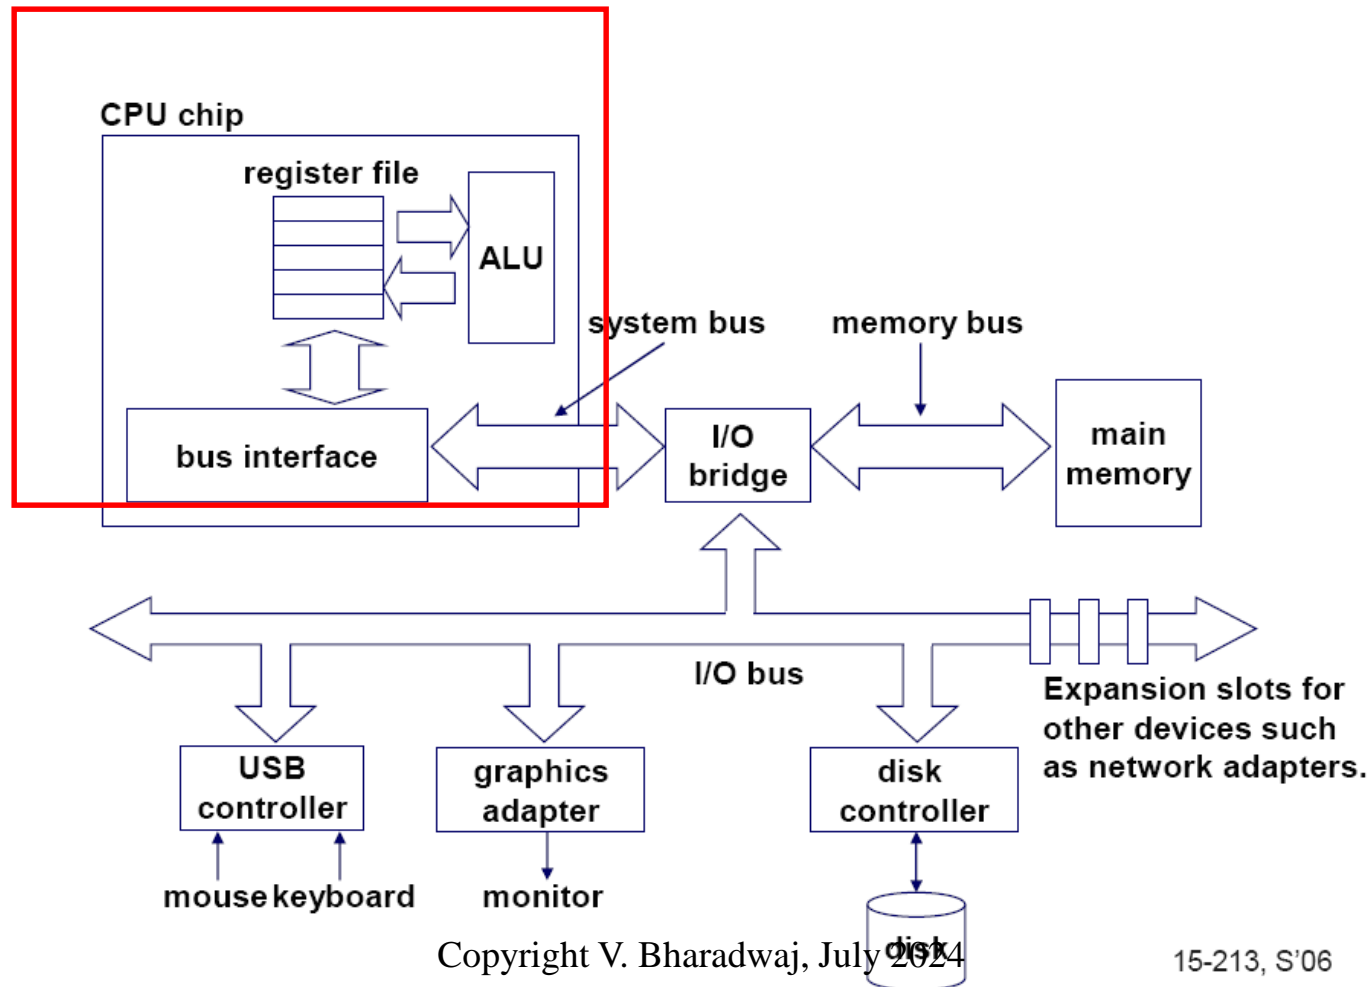 CPU chip
register file
ALU
system bus
memory bus
bus interface
I/O
bridge
main
memory
I/O bus
Expansion slots for
other devices such
as network adapters.
USB
controller
graphics
adapter
disk
controller
mouse keyboard
monitor
disk
Copyright V. Bharadwaj, July 2024
15-213, S'06